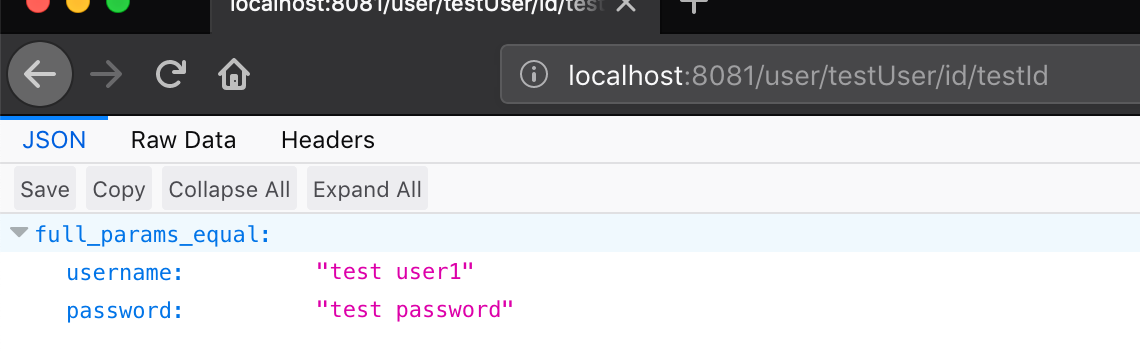 localhost:8081/user/testUser/id/test
localhost:8081/user/testUser/id/testId
JSON Raw Data Headers
Save Copy Collapse All Expand All
full_params_equal:
username: "test user1"
password: "test password"